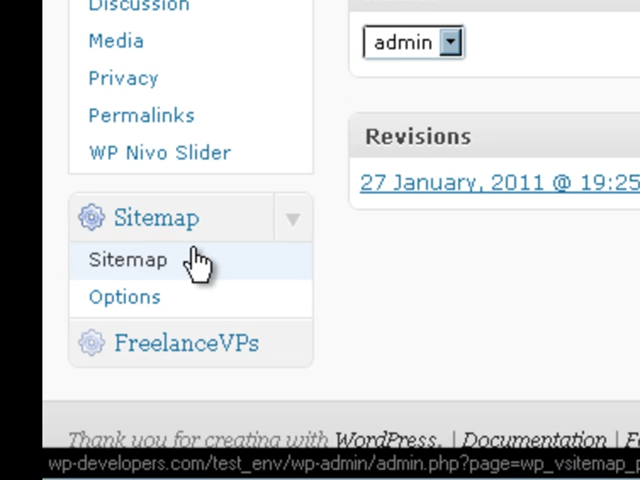 Discussion
Media
Privacy
Permalinks
WP Nivo Slider
Sitemap
Sitemap
Options
FreelanceVPs
admin
Revisions
27 January, 2011 @ 19:25
Thank you for creating with WordPress. | Documentation |
wp-developers.com/test_env/wp-admin/admin.php?page=wp_vsitemap_